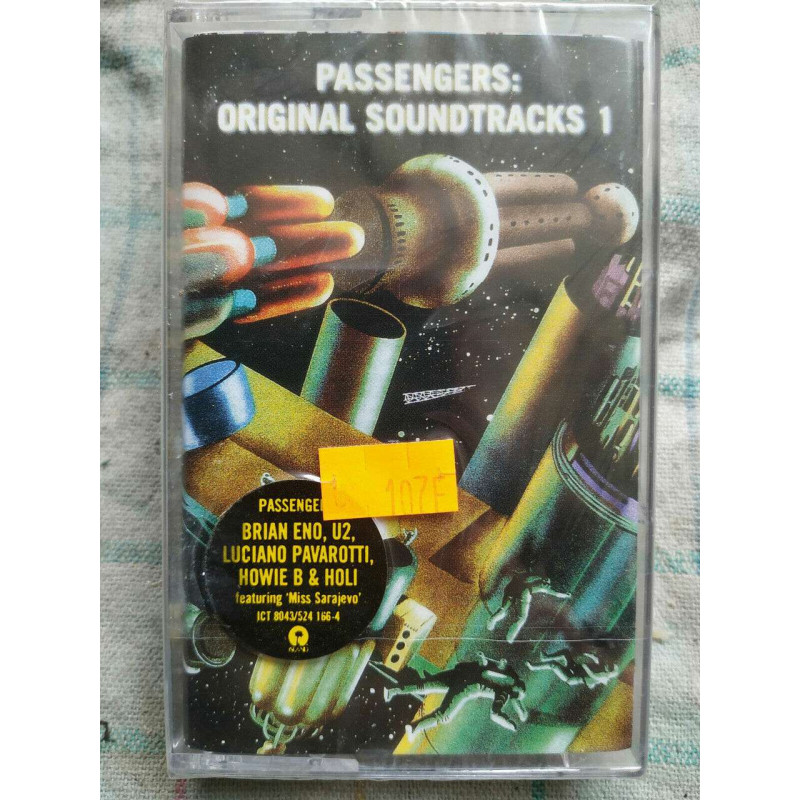 PASSENGERS:
ORIGINAL SOUNDTRACKS 1
107F
BRIAN ENO, U2,
LUCIANO PAVAROTTI,
HOWIE B & HOLI
featuring 'Miss Sarajevo'
ICT 8043/524 166-4
ISLAND